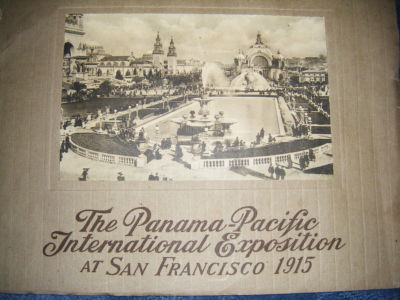 The Panama-Pacific
International Exposition
AT SAN FRANCISCO 1915